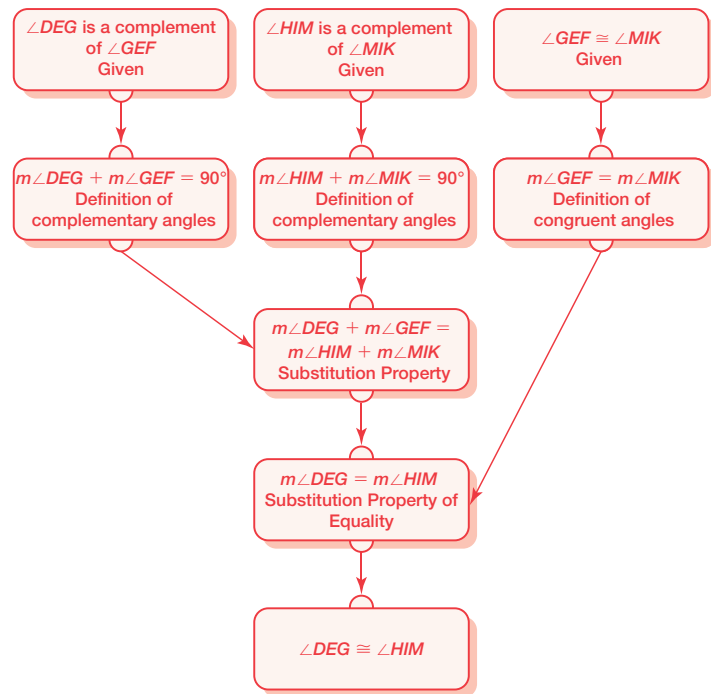 ∠DEG is a complement
of ∠GEF
Given
∠HIM is a complement
of ∠MIK
Given
∠GEF ≅ ∠MIK
Given
m∠DEG + m∠GEF = 90°
Definition of
complementary angles
m∠HIM + m∠MIK = 90°
Definition of
complementary angles
m∠GEF = m∠MIK
Definition of
congruent angles
m∠DEG + m∠GEF =
m∠HIM + m∠MIK
Substitution Property
m∠DEG = m∠HIM
Substitution Property of
Equality
∠DEG ≅ ∠HIM